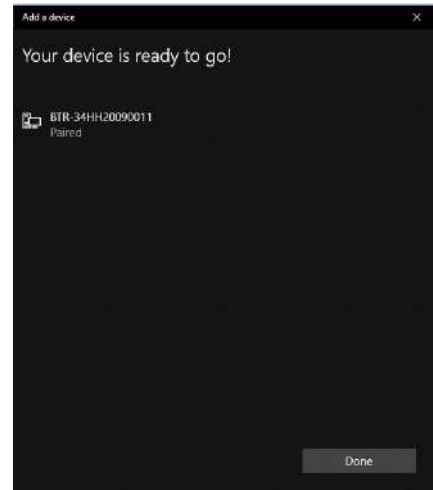 Add a device
Your device is ready to go!
BTR-34HH20090011
Paired
Done